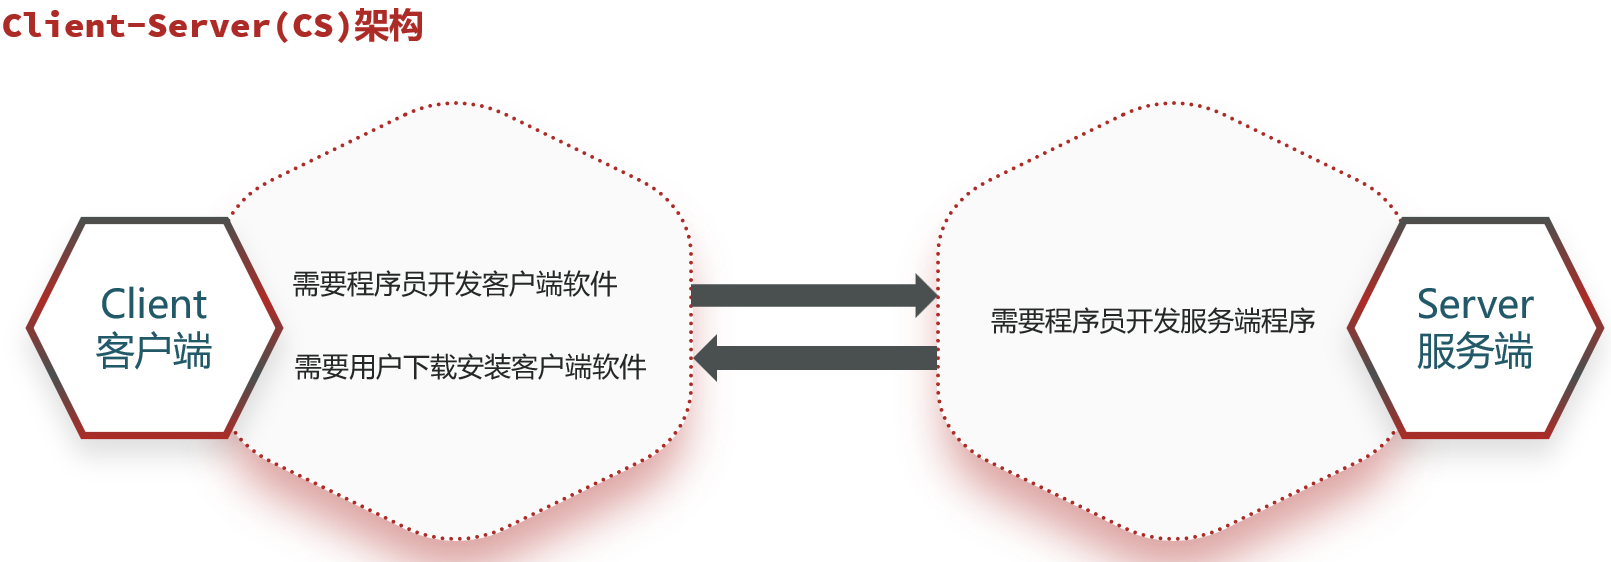 Client-Server(CS)架构
Client
客户端
需要程序员开发客户端软件
需要用户下载安装客户端软件
需要程序员开发服务端程序
Server
服务端